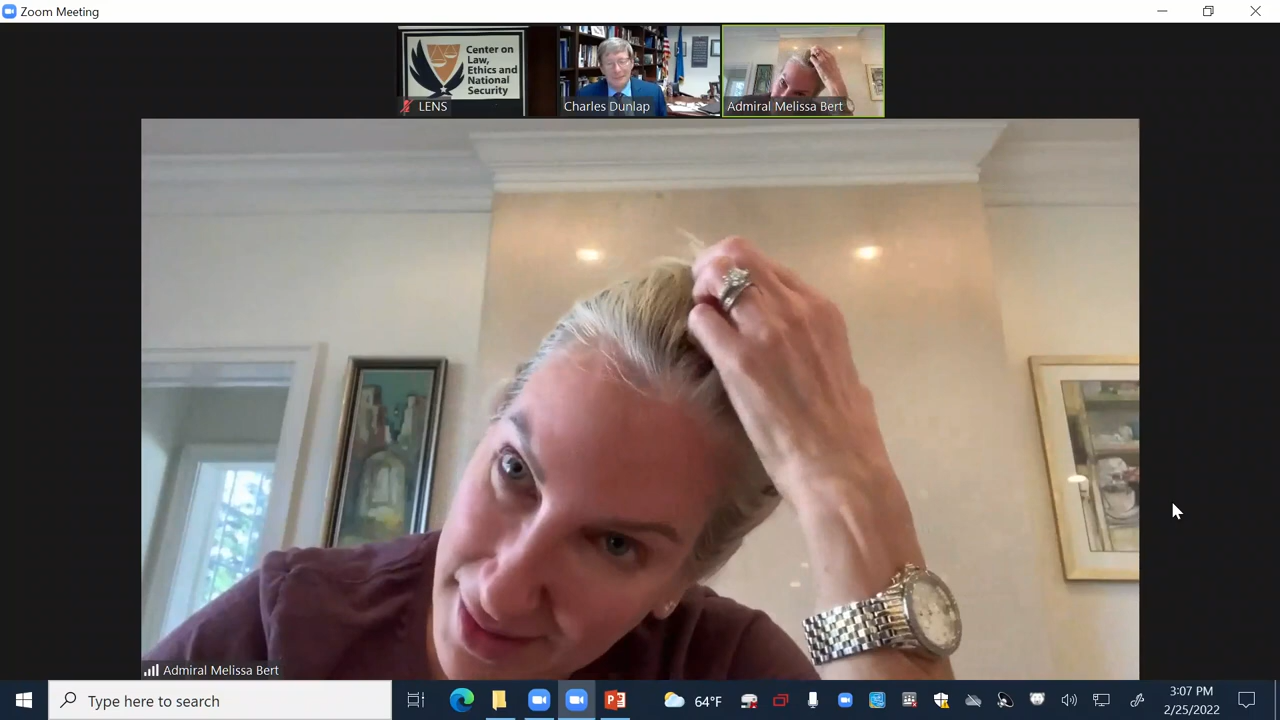 Zoom Meeting
Center on
Law,
Ethics and
National
Security
LENS
Charles Dunlap
Admiral Melissa Bert
Admiral Melissa Bert
Type here to search
64°F
3:07 PM
2/25/2022